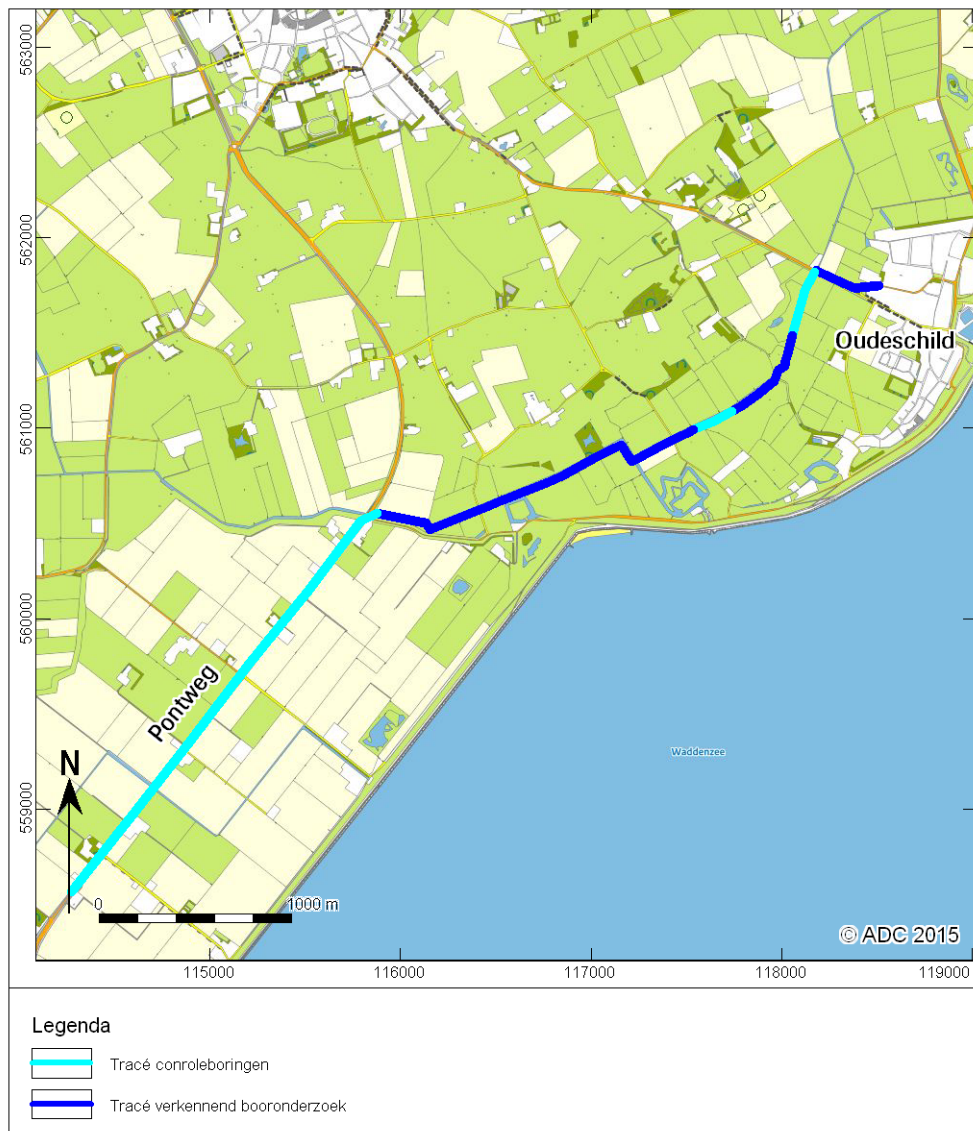 563000
562000
561000
560000
559000
Oudeschild
Pontweg
Waddenzee
N
0 1000 m
© ADC 2015
115000 116000 117000 118000 119000
Legenda
Tracé conroleboringen
Tracé verkennend booronderzoek